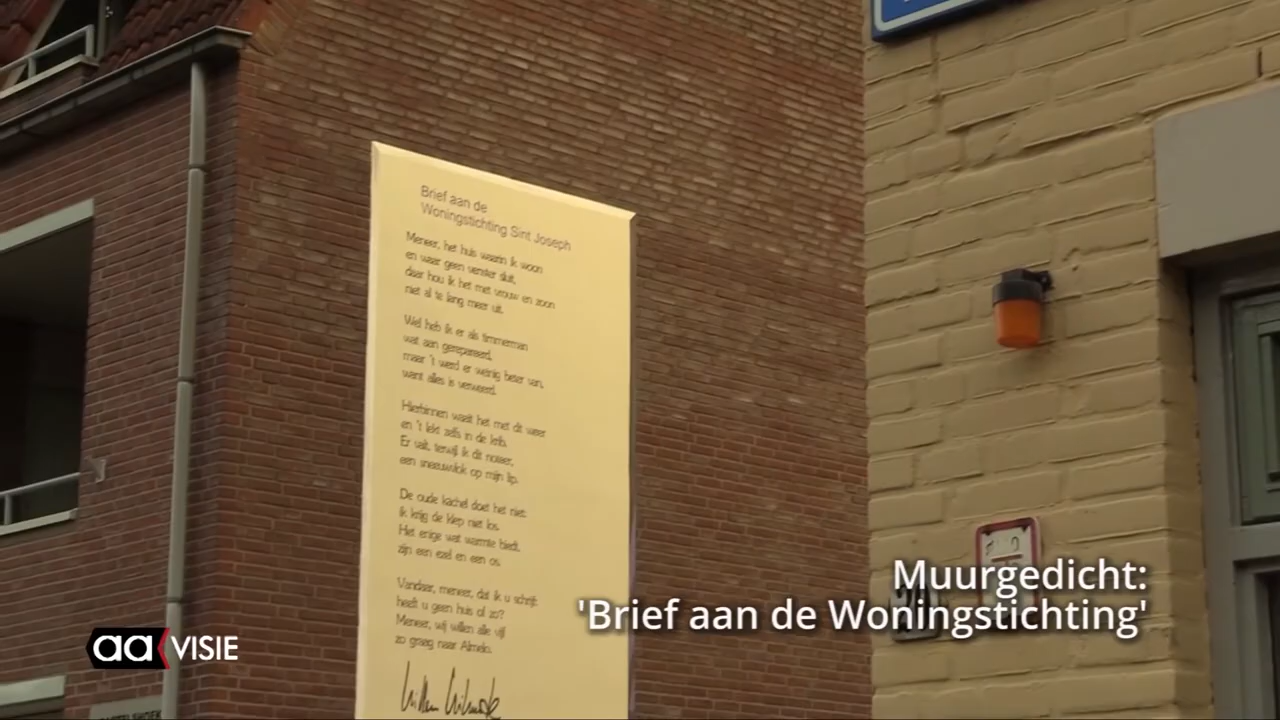 Brief aan de
Woningstichting Sint Joseph
Meneer, het huis waarin ik woon
en waar geen venster sluit,
daar hou ik het met vrouw en zoon
niet al te lang meer uit.
Wel heb ik er als timmerman
wat aan gerepareerd,
maar 't werd er weinig beter van,
want alles is verweerd.
Hierbinnen waait het met dit weer
en 't lekt zelfs in de krib.
Er valt, terwijl ik dit noteer,
een sneeuwvlok op mijn lip.
De oude kachel doet het niet.
Ik krijg de klep niet los.
Het enige wat warmte biedt,
zijn een ezel en een os.
Vandaar, meneer, dat ik u schrijf:
heeft u geen huis of zo?
Meneer, wij willen alle vijf
zo graag naar Almelo.
Willem Wilmink
Muurgedicht:
'Brief aan de Woningstichting'
aa VISIE